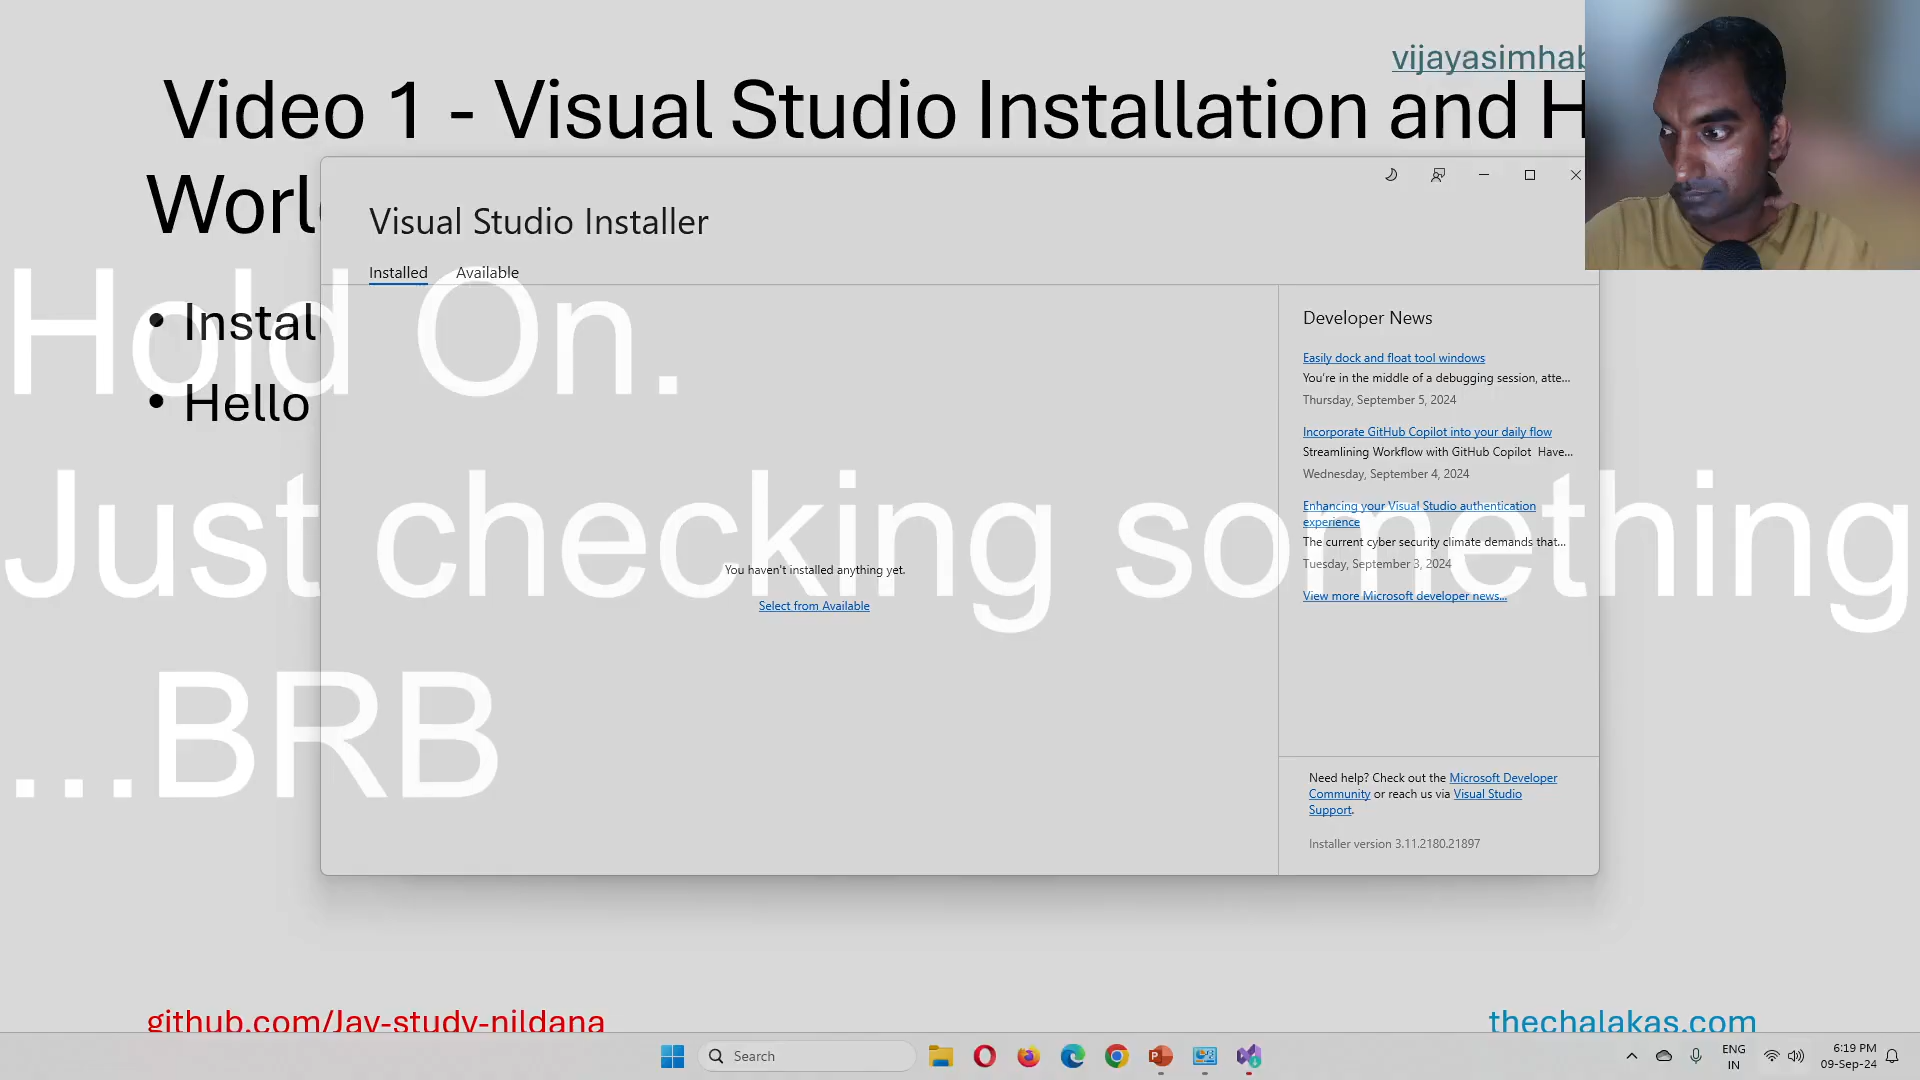 vijayasimhab
Video 1 - Visual Studio Installation and H
Worl
Visual Studio Installer
Installed
Available
Hold On.
• Instal
• Hello
Just checking something
...BRB
You haven't installed anything yet.
Select from Available
Developer News
Easily dock and float tool windows
You're in the middle of a debugging session, atte...
Thursday, September 5, 2024
Incorporate GitHub Copilot into your daily flow
Streamlining Workflow with GitHub Copilot Have...
Wednesday, September 4, 2024
Enhancing your Visual Studio authentication
experience
The current cyber security climate demands that...
Tuesday, September 3, 2024
View more Microsoft developer news...
Need help? Check out the Microsoft Developer
Community or reach us via Visual Studio
Support.
Installer version 3.11.2180.21897
github.com/Jay-study-nildana
thechalakas.com
Search
ENG
IN
6:19 PM
09-Sep-24